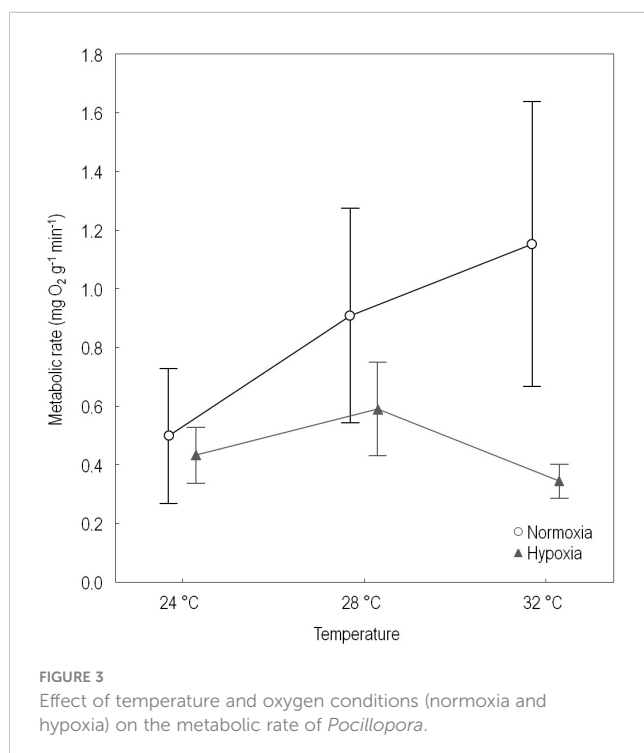 1.8
1.6
1.4
1.2
1.0
0.8
0.6
0.4
0.2
0.0
Metabolic rate (mg O₂ g⁻¹ min⁻¹)
Normoxia
Hypoxia
24 °C 28 °C 32 °C
Temperature
FIGURE 3
Effect of temperature and oxygen conditions (normoxia and
hypoxia) on the metabolic rate of Pocillopora.